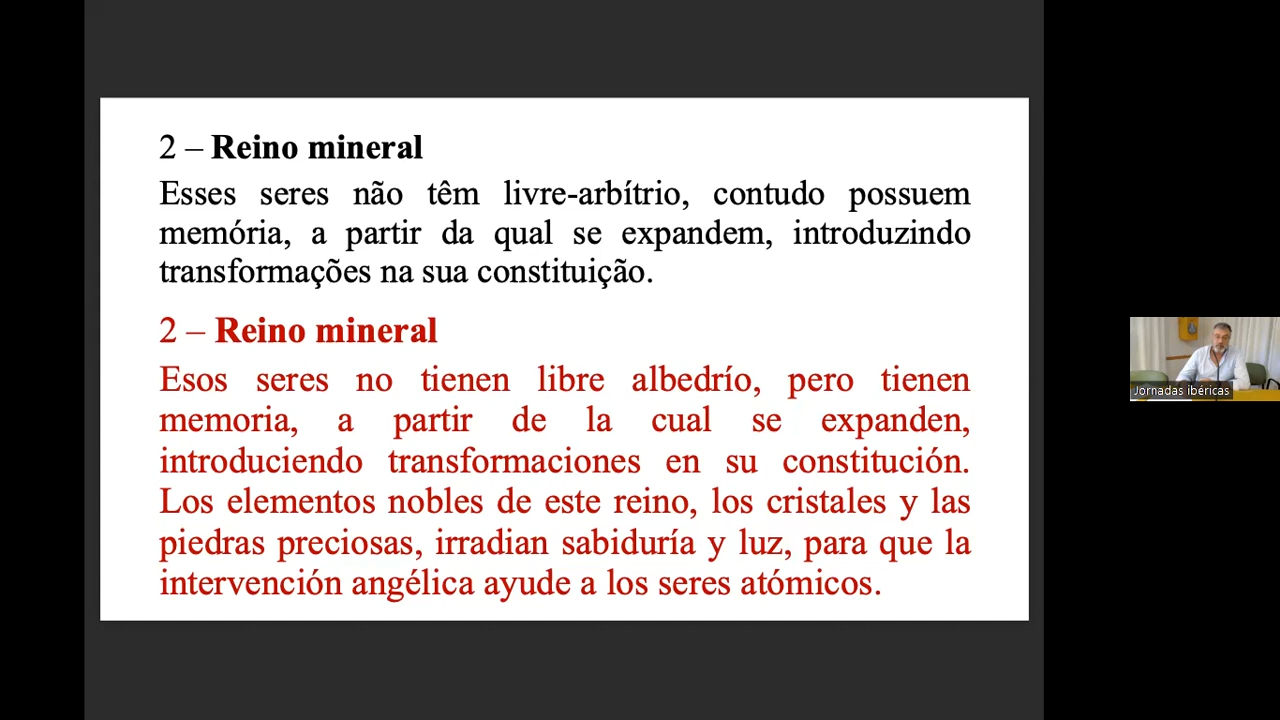 2 – Reino mineral
Esses seres não têm livre-arbítrio, contudo possuem
memória, a partir da qual se expandem, introduzindo
transformações na sua constituição.
2 – Reino mineral
Esos seres no tienen libre albedrío, pero tienen
memoria, a partir de la cual se expanden,
introduciendo transformaciones en su constitución.
Los elementos nobles de este reino, los cristales y las
piedras preciosas, irradian sabiduría y luz, para que la
intervención angélica ayude a los seres atómicos.
Jornadas ibéricas